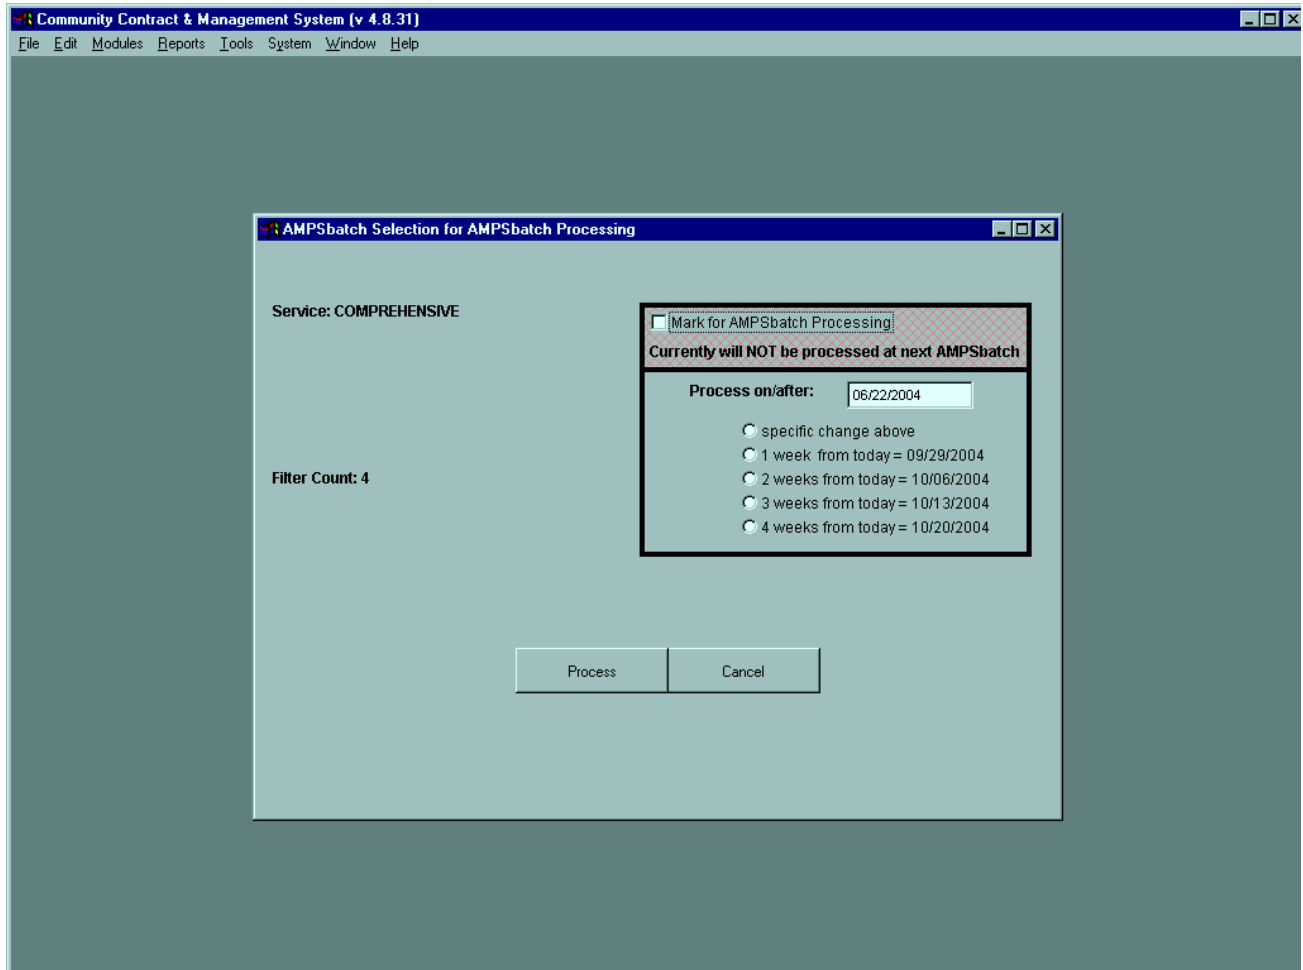 Community Contract & Management System (v 4.8.31)
File Edit Modules Reports Tools System Window Help
AMPSbatch Selection for AMPSbatch Processing
Service: COMPREHENSIVE
Mark for AMPSbatch Processing
Currently will NOT be processed at next AMPSbatch
Process on/after: 06/22/2004
specific change above
1 week from today = 09/29/2004
Filter Count: 4
2 weeks from today = 10/06/2004
3 weeks from today = 10/13/2004
4 weeks from today = 10/20/2004
Process Cancel